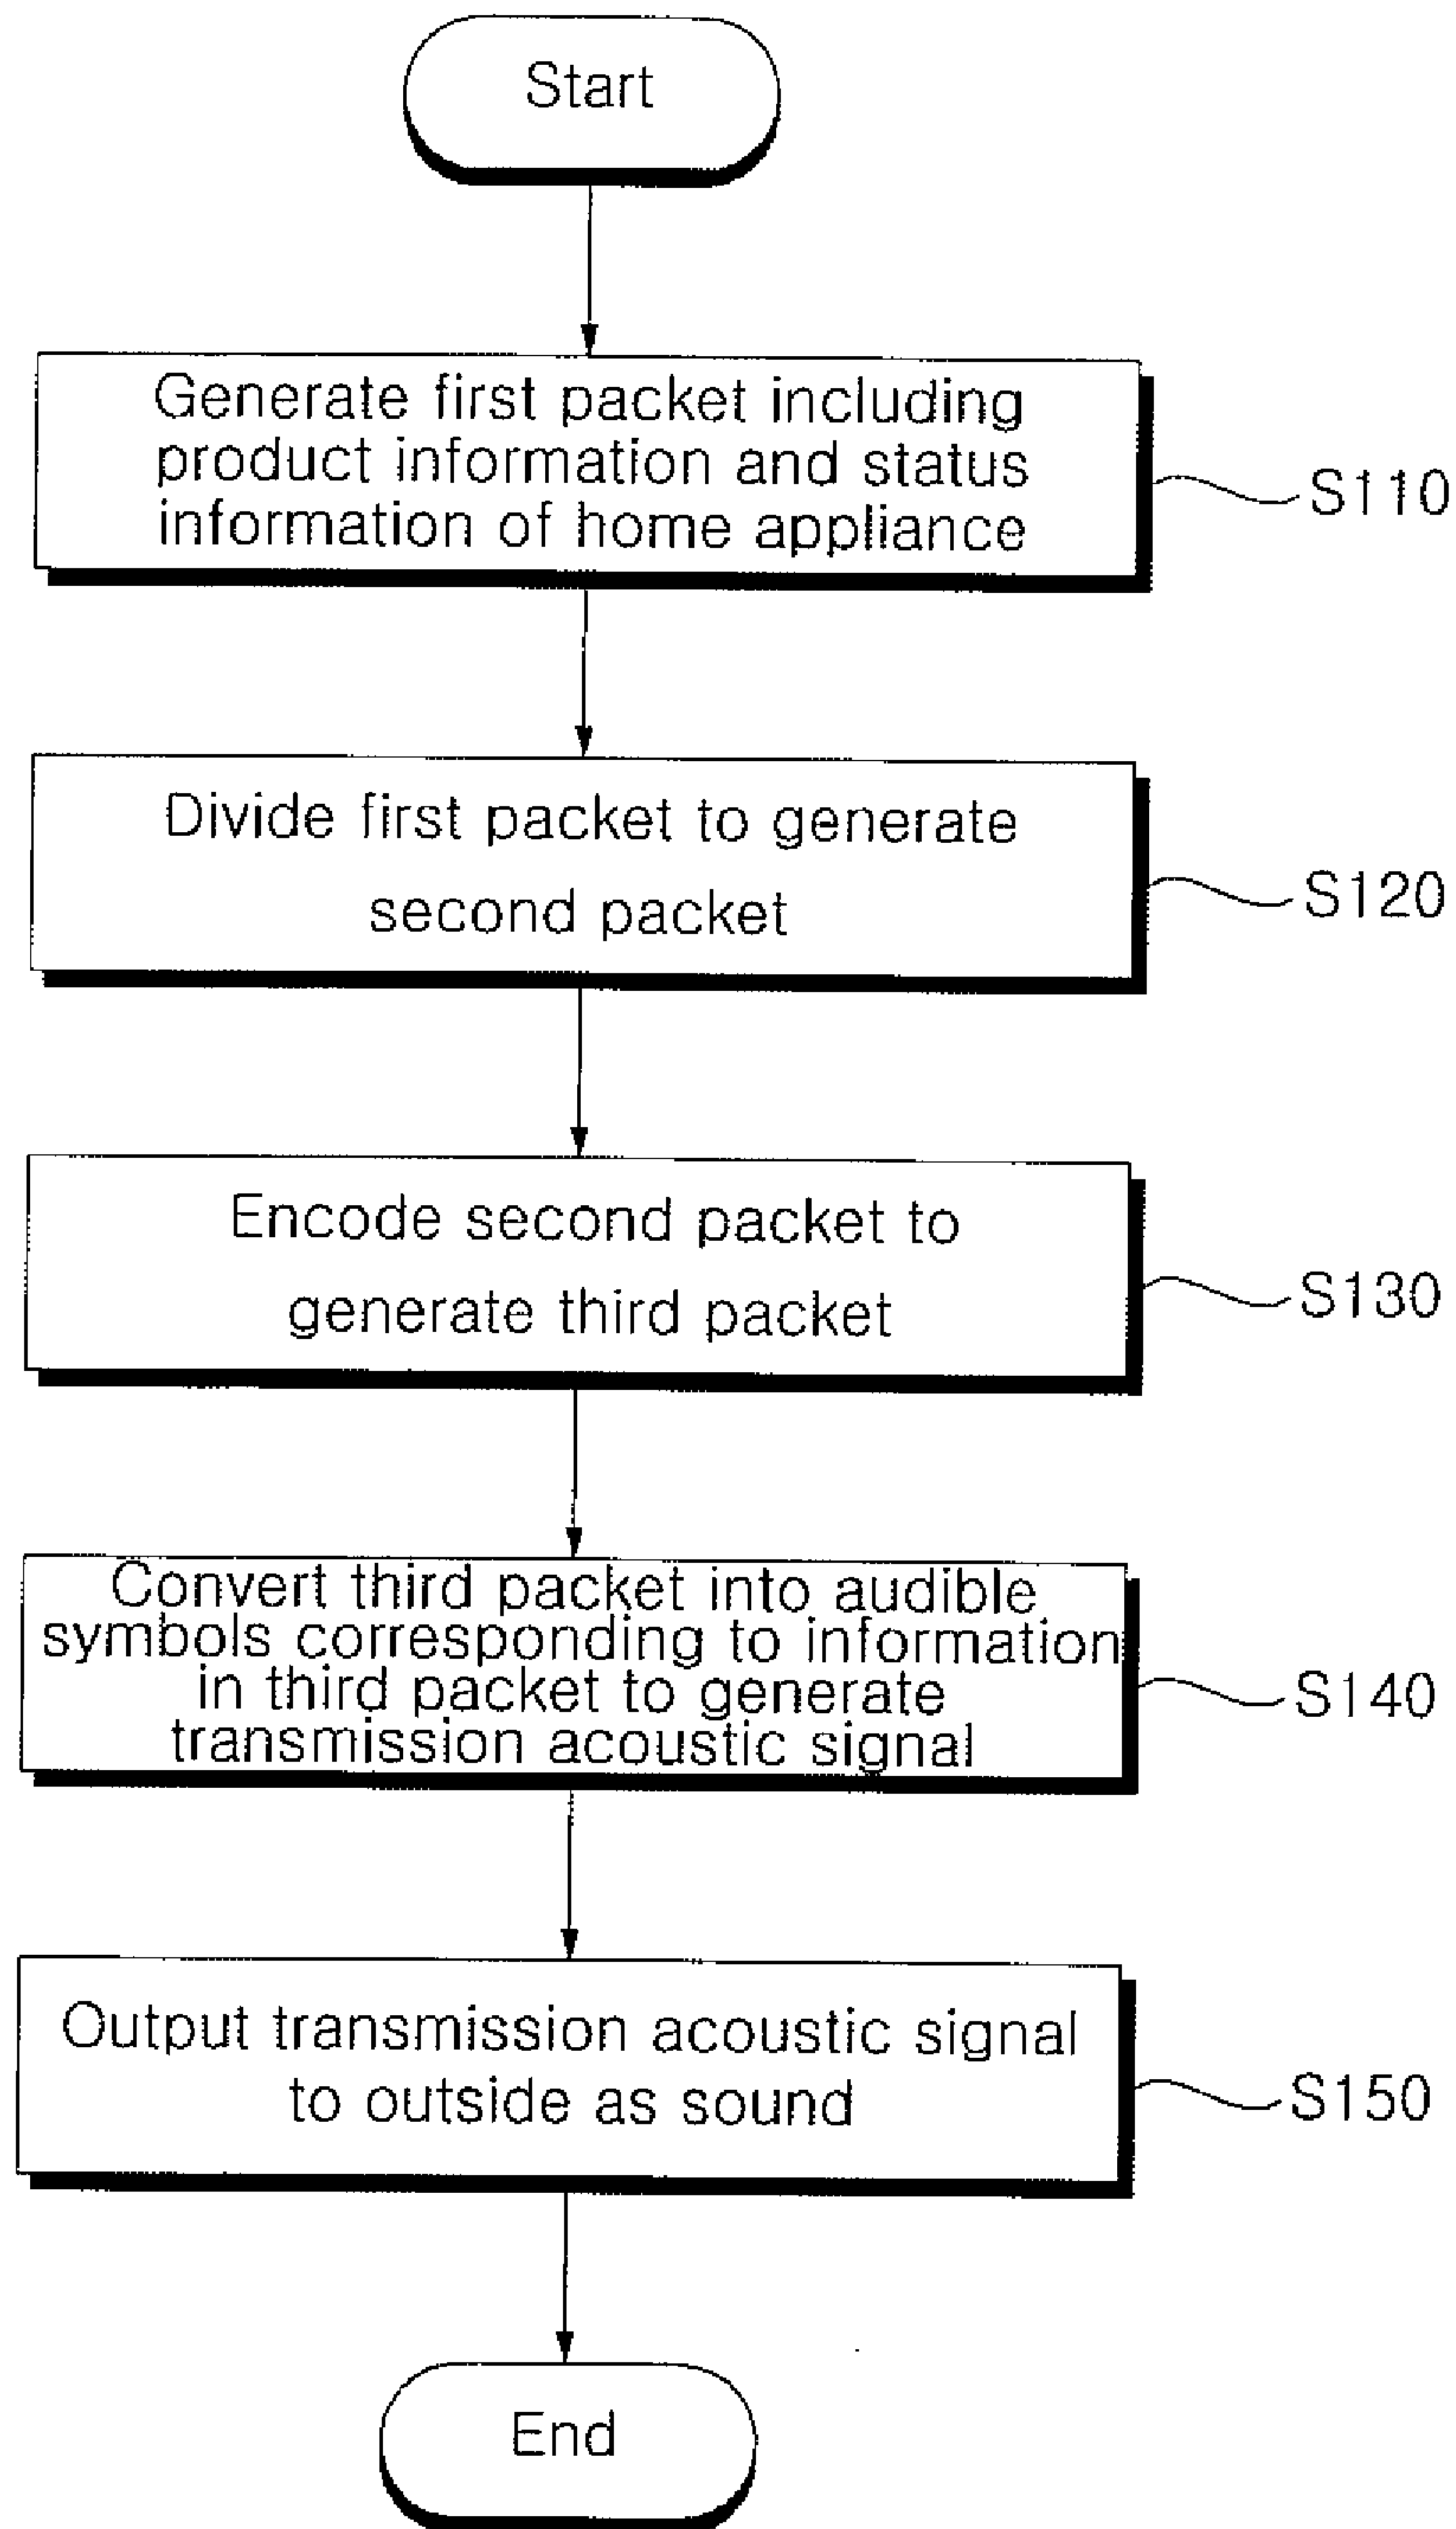 Start
Generate first packet including
product information and status
information of home appliance
S110
Divide first packet to generate
second packet
S120
Encode second packet to
generate third packet
S130
Convert third packet into audible
symbols corresponding to information
in third packet to generate
transmission acoustic signal
S140
Output transmission acoustic signal
to outside as sound
S150
End